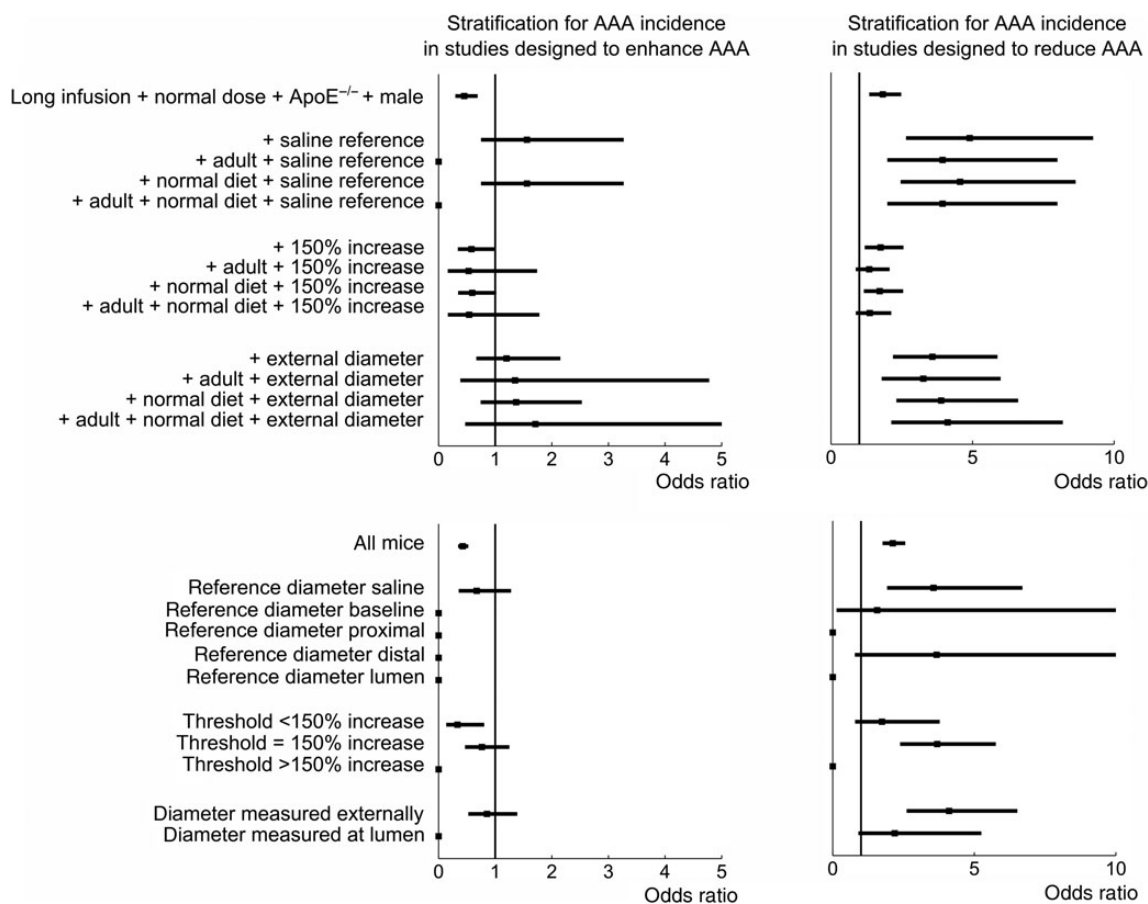 Stratification for AAA incidence
in studies designed to enhance AAA
Stratification for AAA incidence
in studies designed to reduce AAA
Long infusion + normal dose + ApoE⁻/⁻ + male
+ saline reference
+ adult + saline reference
+ normal diet + saline reference
+ adult + normal diet + saline reference
+ 150% increase
+ adult + 150% increase
+ normal diet + 150% increase
+ adult + normal diet + 150% increase
+ external diameter
+ adult + external diameter
+ normal diet + external diameter
+ adult + normal diet + external diameter
0 1 2 3 4 5
Odds ratio
0 5 10
Odds ratio
All mice
Reference diameter saline
Reference diameter baseline
Reference diameter proximal
Reference diameter distal
Reference diameter lumen
Threshold <150% increase
Threshold = 150% increase
Threshold >150% increase
Diameter measured externally
Diameter measured at lumen
0 1 2 3 4 5
Odds ratio
0 5 10
Odds ratio